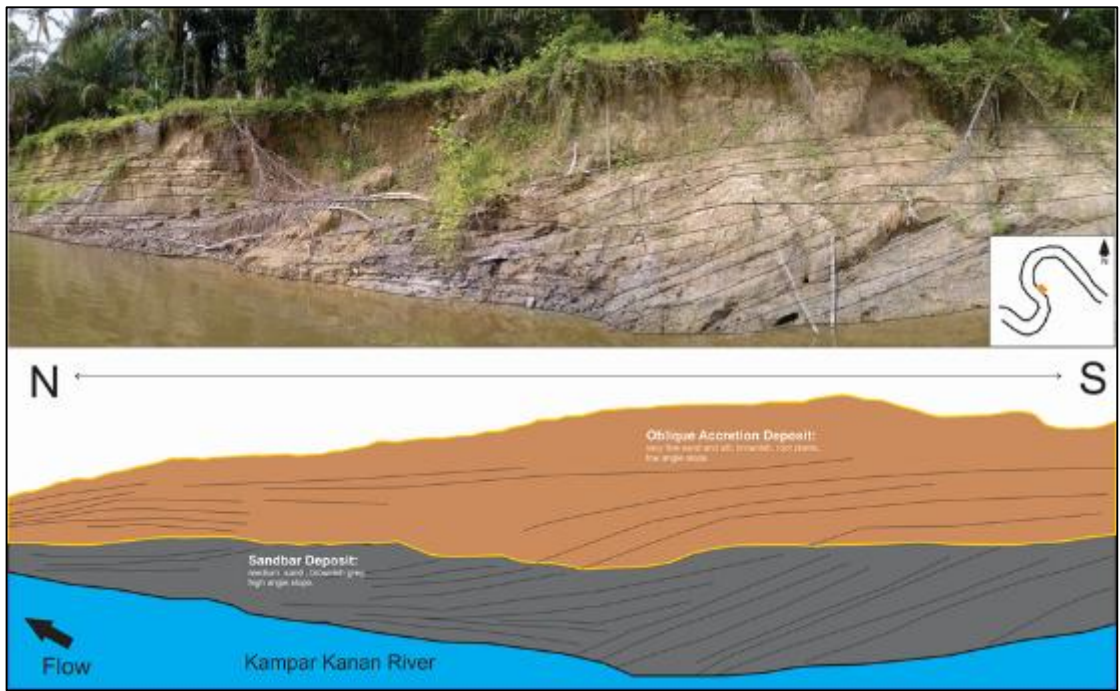 N
N
S
Oblique Accretion Deposit:
very fine sand and silt, brownish, root plants,
low angle slope.
Sandbar Deposit:
medium sand, brownish grey,
high angle slope.
Flow
Kampar Kanan River